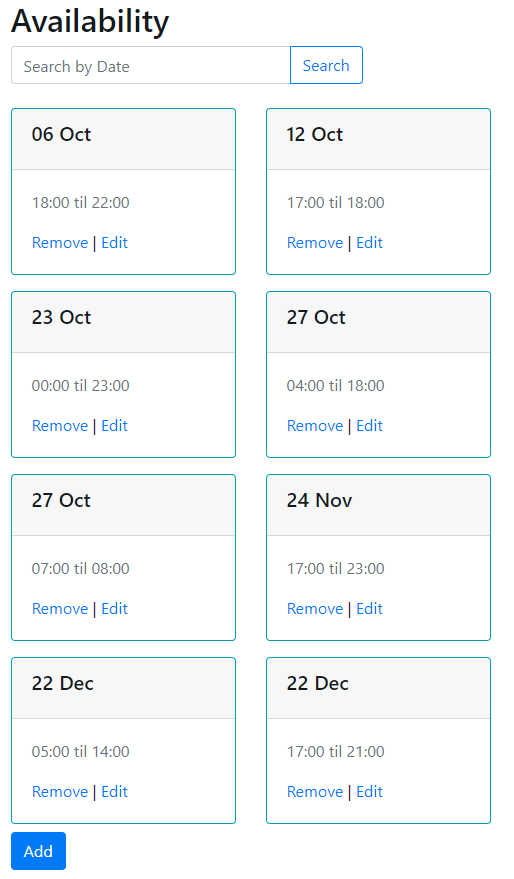 Availability
Search by Date
Search
06 Oct
18:00 til 22:00
Remove | Edit
12 Oct
17:00 til 18:00
Remove | Edit
23 Oct
00:00 til 23:00
Remove | Edit
27 Oct
04:00 til 18:00
Remove | Edit
27 Oct
07:00 til 08:00
Remove | Edit
24 Nov
17:00 til 23:00
Remove | Edit
22 Dec
05:00 til 14:00
Remove | Edit
22 Dec
17:00 til 21:00
Remove | Edit
Add